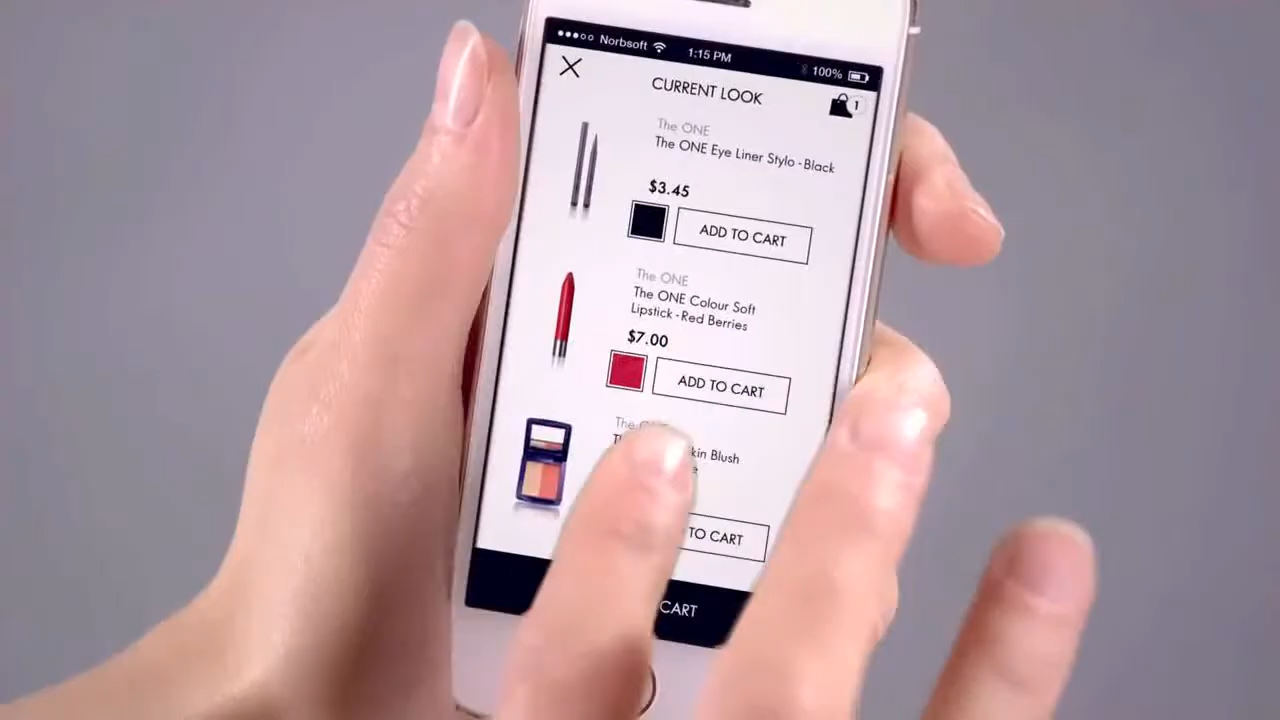 Norbsoft 1:15 PM 100%
CURRENT LOOK
1
The ONE
The ONE Eye Liner Stylo - Black
$3.45
ADD TO CART
The ONE
The ONE Colour Soft
Lipstick - Red Berries
$7.00
ADD TO CART
The
kin Blush
TO CART
CART